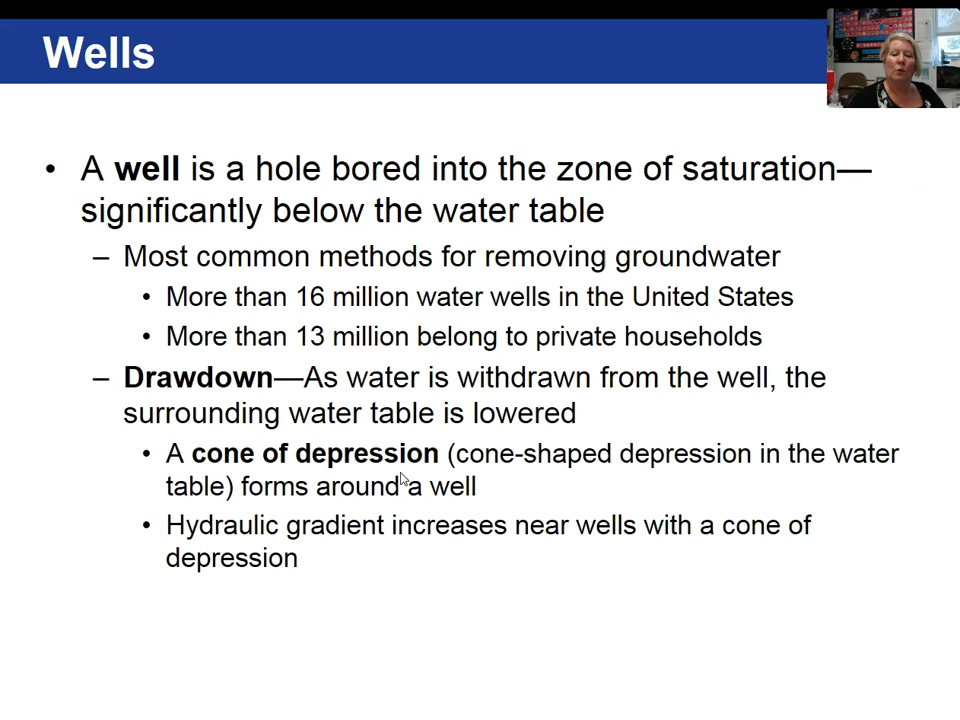 Wells
• A well is a hole bored into the zone of saturation—
significantly below the water table
– Most common methods for removing groundwater
• More than 16 million water wells in the United States
• More than 13 million belong to private households
– Drawdown—As water is withdrawn from the well, the
surrounding water table is lowered
• A cone of depression (cone-shaped depression in the water
table) forms around a well
• Hydraulic gradient increases near wells with a cone of
depression